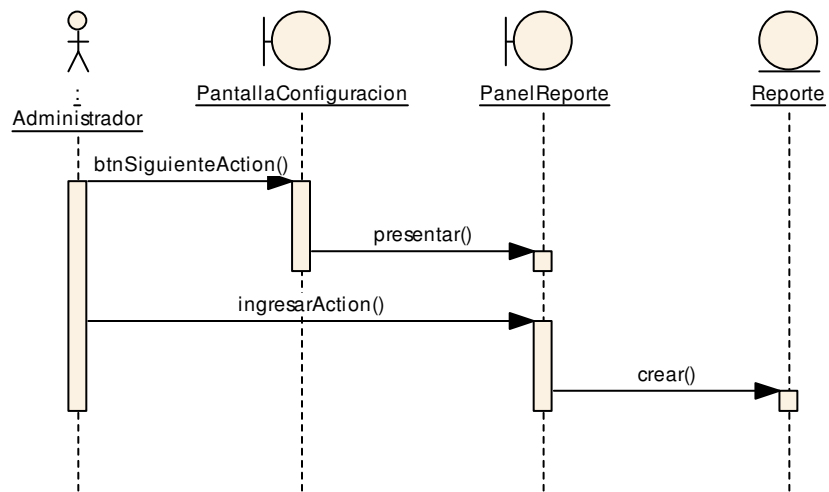 PantallaConfiguracion
PanelReporte
Reporte
:
Administrador
btnSiguienteAction()
presentar()
ingresarAction()
crear()